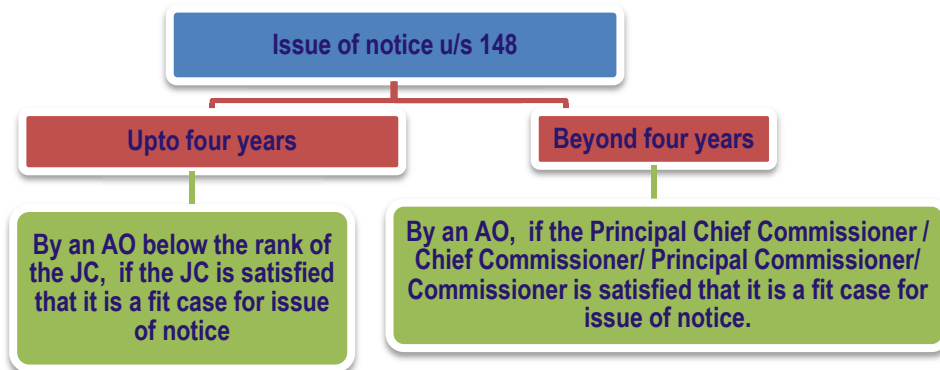 Issue of notice u/s 148
Upto four years
Beyond four years
By an AO below the rank of
the JC, if the JC is satisfied
that it is a fit case for issue
of notice
By an AO, if the Principal Chief Commissioner /
Chief Commissioner/ Principal Commissioner/
Commissioner is satisfied that it is a fit case for
issue of notice.